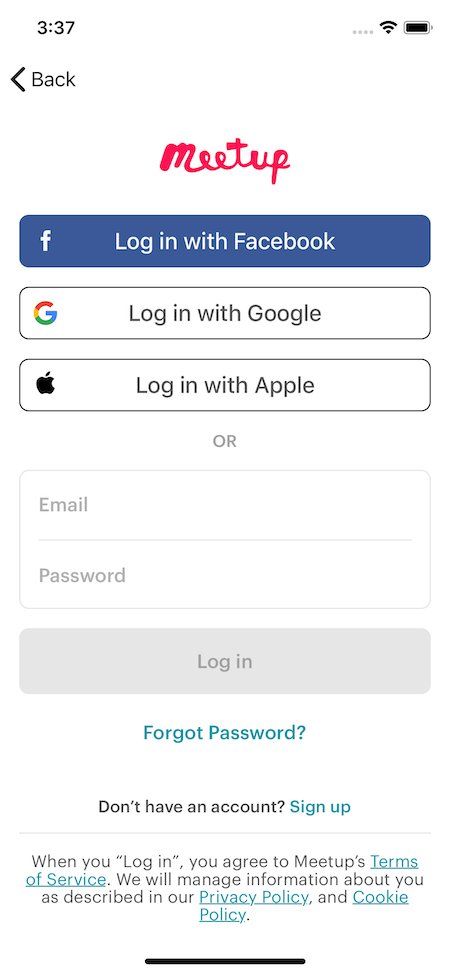 3:37
Back
meetup
Log in with Facebook
Log in with Google
Log in with Apple
OR
Email
Password
Log in
Forgot Password?
Don’t have an account? Sign up
When you “Log in”, you agree to Meetup’s Terms
of Service. We will manage information about you
as described in our Privacy Policy, and Cookie
Policy.